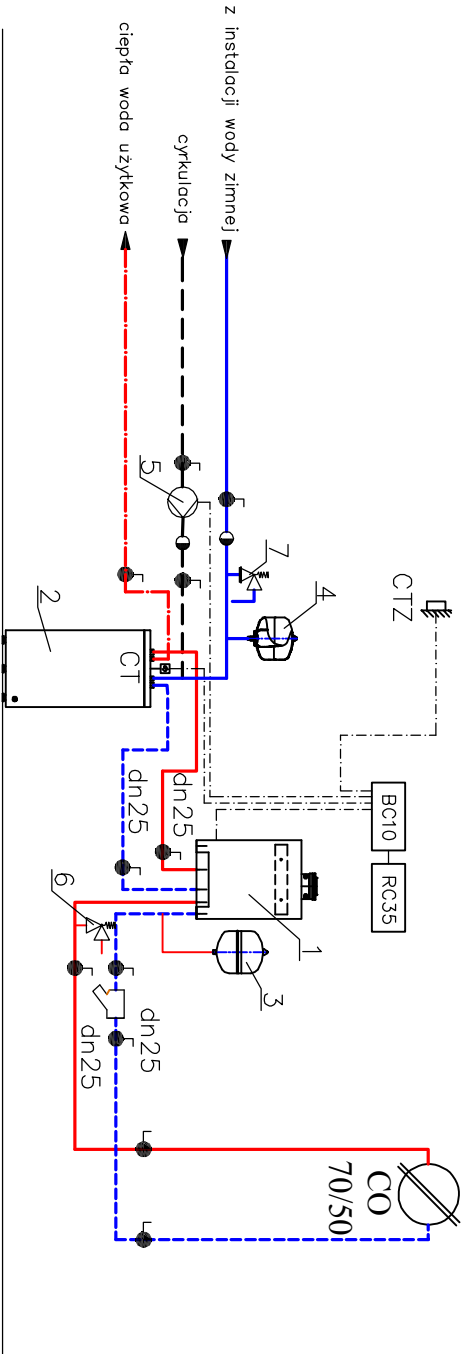 z instalacji wody zimnej
cyrkulacja
ciepła woda użytkowa
5
7
4
2
CT
CTZ
BC10
RC35
dn25
dn25
1
3
6
dn25
dn25
CO
70/50